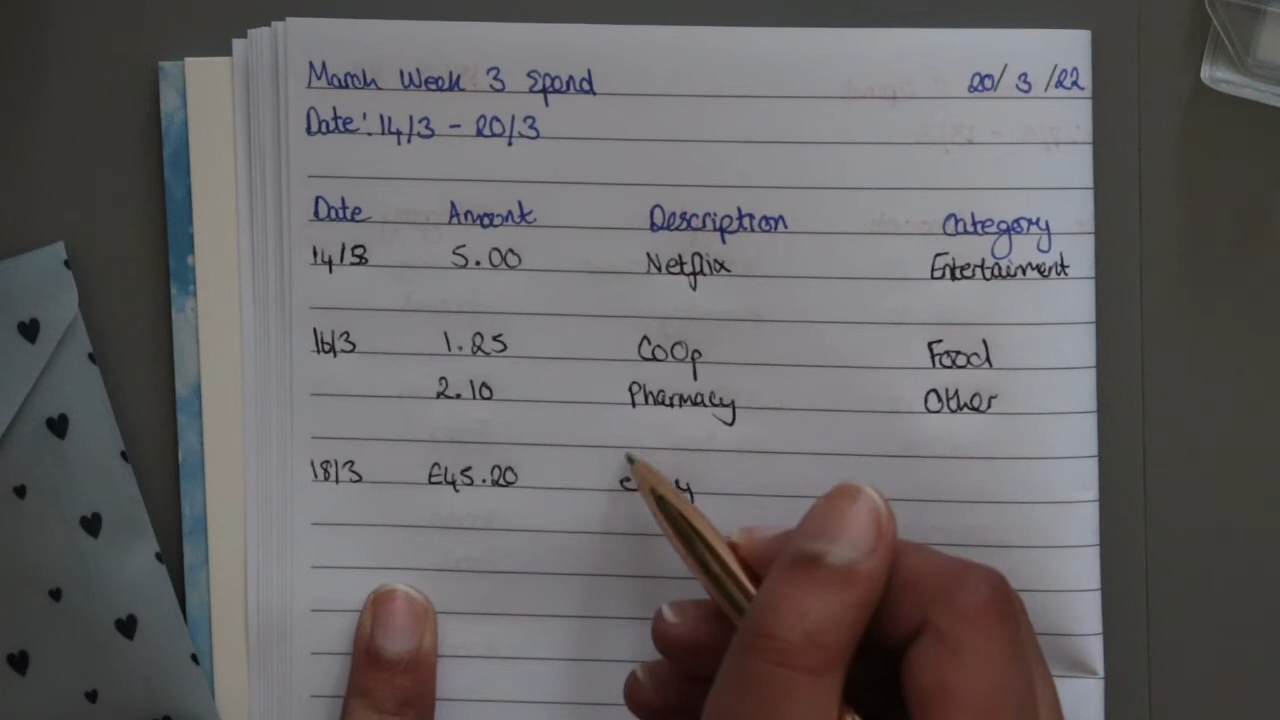 March Week 3 Spend 20/3/22
Date: 14/3 - 20/3
Date Amount Description Category
14/3 5.00 Netflix Entertaiment
16/3 1.25 CoOp Food
2.10 Pharmacy Other
18/3 £45.20